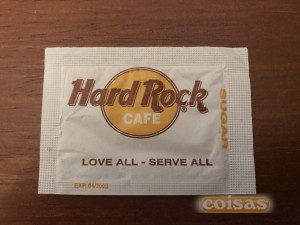 Hard Rock
CAFE
LOVE ALL - SERVE ALL
SUGAR
coisas